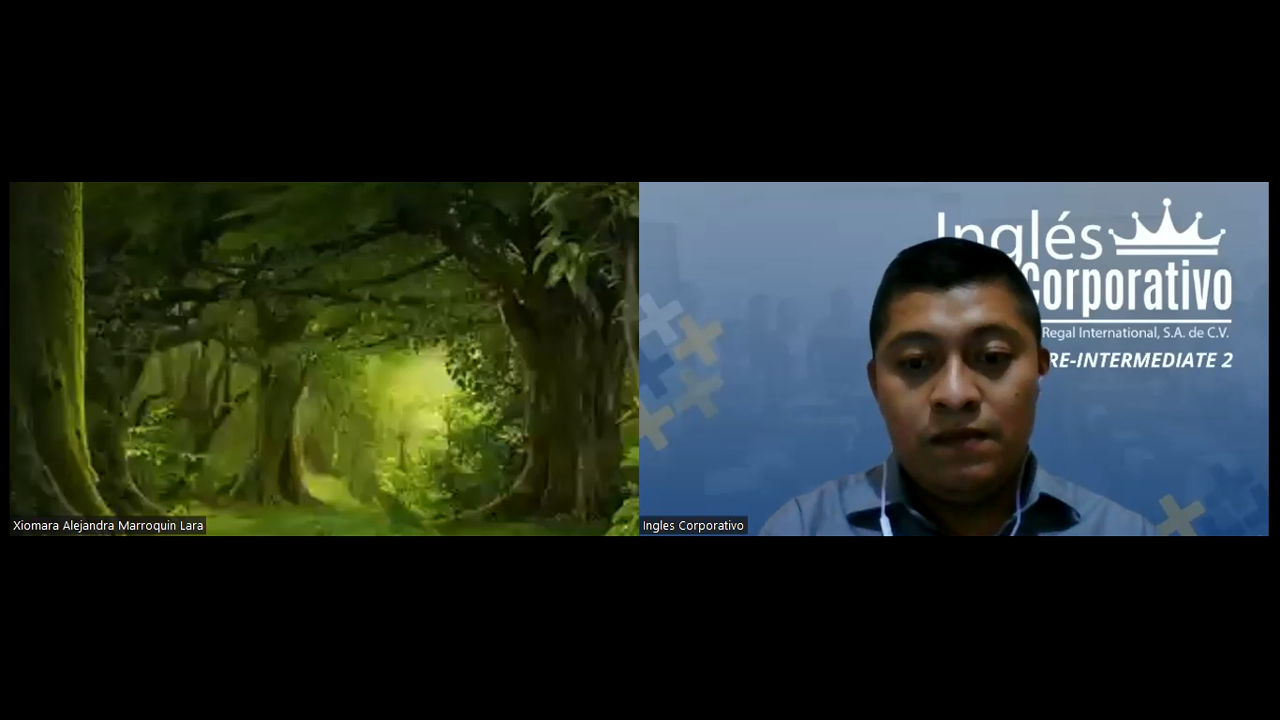 Xiomara Alejandra Marroquin Lara
Inglés
Corporativo
Regal International, S.A. de C.V.
RE-INTERMEDIATE 2
Ingles Corporativo